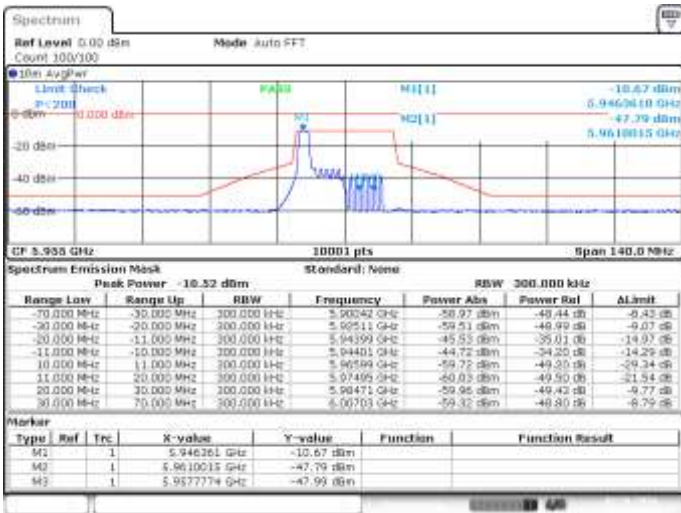 Spectrum
Ref Level 0.00 dBm Mode Auto FFT
Count 100/100
1Rm AvgPwr
Limit Check PASS M1[1] -10.67 dBm
P<200 5.9463610 GHz
0 dBm 0.000 dBm M1 M2[1] -47.79 dBm
5.9610015 GHz
-20 dBm
-40 dBm
-60 dBm
CF 5.955 GHz 10001 pts Span 140.0 MHz
Spectrum Emission Mask Standard: None
Peak Power -10.52 dBm RBW 300.000 kHz
Range Low Range Up RBW Frequency Power Abs Power Rel ΔLimit
-70.000 MHz -30.000 MHz 300.000 kHz 5.90042 GHz -58.97 dBm -48.44 dB -8.43 dB
-30.000 MHz -20.000 MHz 300.000 kHz 5.92511 GHz -59.51 dBm -48.99 dB -9.07 dB
-20.000 MHz -11.000 MHz 300.000 kHz 5.94399 GHz -45.53 dBm -35.01 dB -14.97 dB
-11.000 MHz -10.000 MHz 300.000 kHz 5.94401 GHz -44.72 dBm -34.20 dB -14.29 dB
10.000 MHz 11.000 MHz 300.000 kHz 5.96599 GHz -59.72 dBm -49.20 dB -29.34 dB
11.000 MHz 20.000 MHz 300.000 kHz 5.97495 GHz -60.03 dBm -49.50 dB -21.54 dB
20.000 MHz 30.000 MHz 300.000 kHz 5.98471 GHz -59.96 dBm -49.43 dB -9.77 dB
30.000 MHz 70.000 MHz 300.000 kHz 6.00703 GHz -59.32 dBm -48.80 dB -8.79 dB
Marker
Type Ref Trc X-value Y-value Function Function Result
M1 1 5.946361 GHz -10.67 dBm
M2 1 5.9610015 GHz -47.79 dBm
M3 1 5.9577774 GHz -47.99 dBm